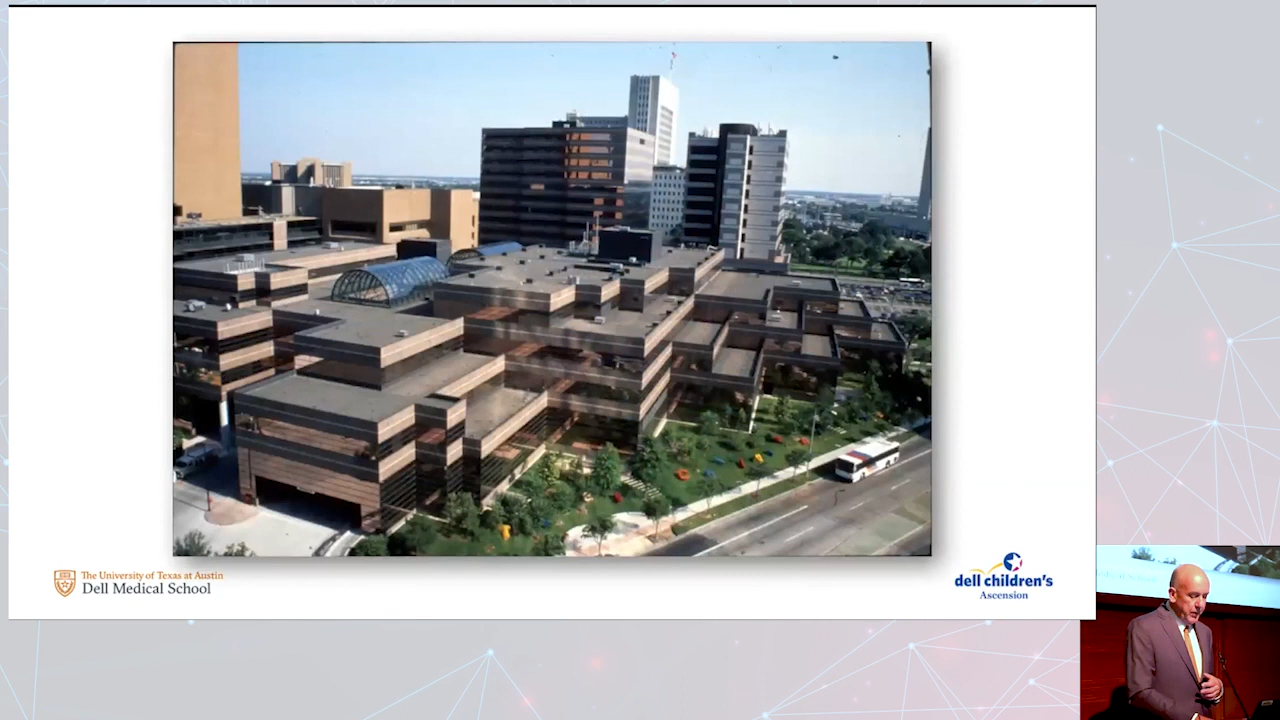 The University of Texas at Austin
Dell Medical School
dell children's
Ascension